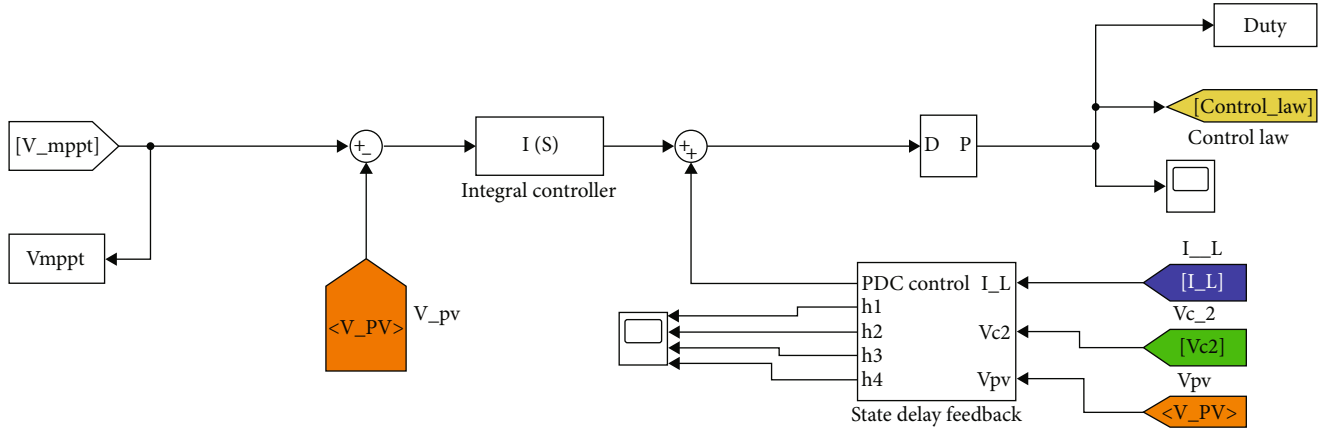 Duty
[Control_law]
Control law
[V_mppt]
+
-
I (S)
Integral controller
+
+
D P
Vmppt
<V_PV>
V_pv
PDC control I_L
h1
h2
Vc2
h3
h4
Vpv
State delay feedback
I__L
[I_L]
Vc_2
[Vc2]
Vpv
<V_PV>